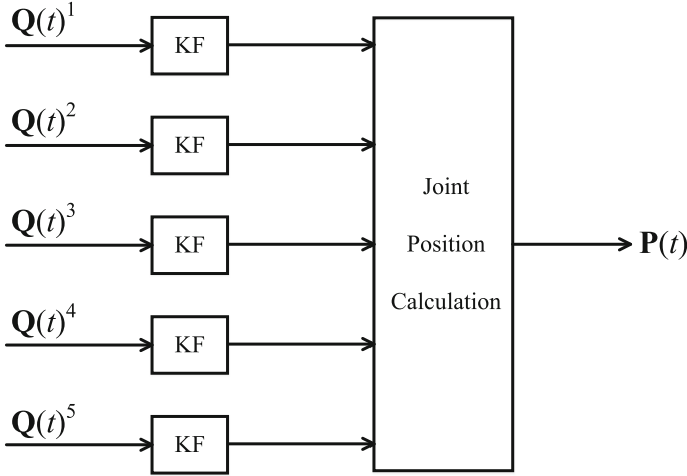 Q(t)¹
KF
Q(t)²
KF
Q(t)³
KF
Q(t)⁴
KF
Q(t)⁵
KF
Joint
Position
Calculation
P(t)